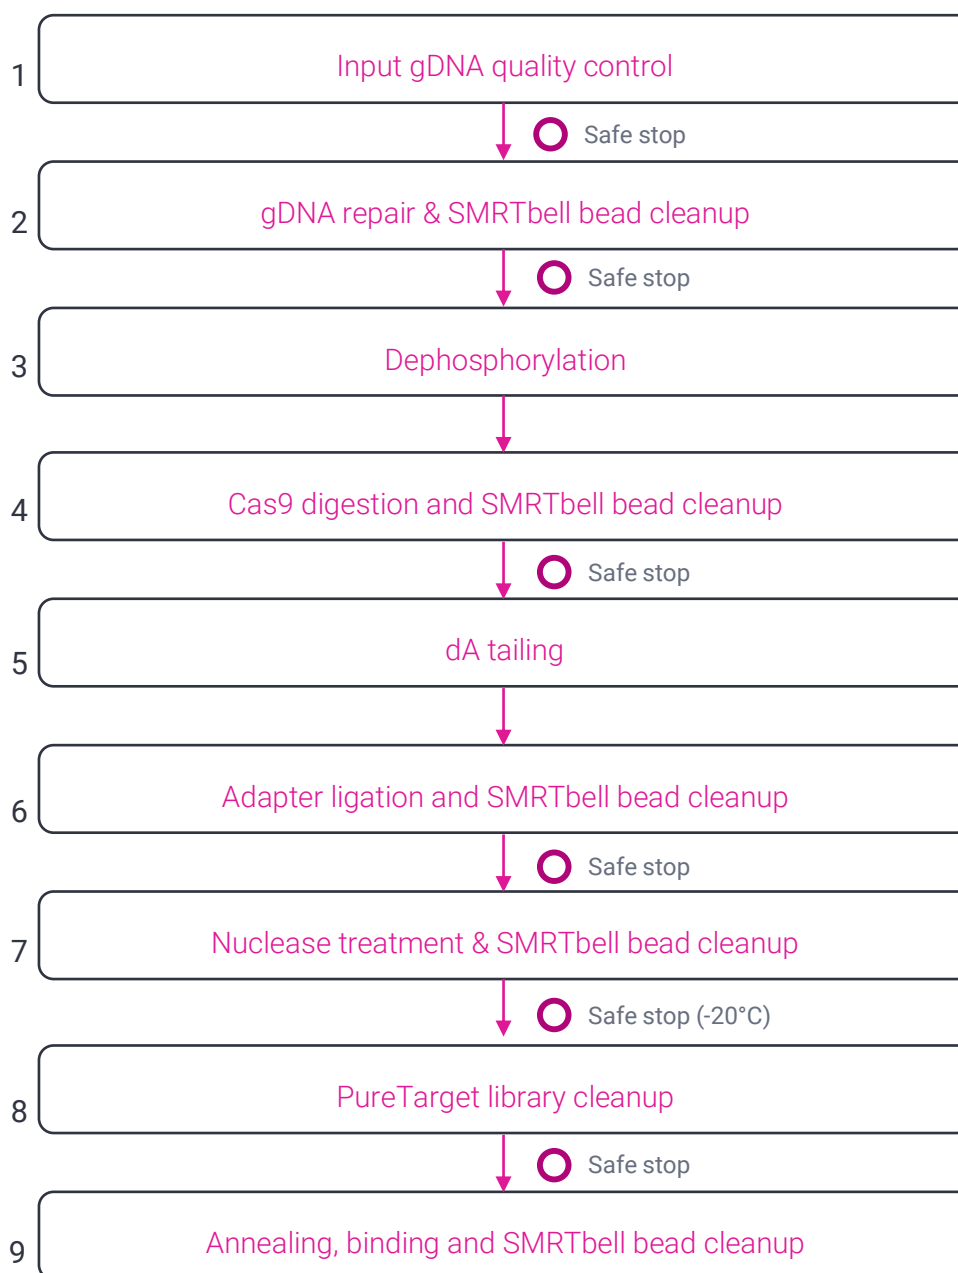 1
Input gDNA quality control
Safe stop
2
gDNA repair & SMRTbell bead cleanup
Safe stop
3
Dephosphorylation
4
Cas9 digestion and SMRTbell bead cleanup
Safe stop
5
dA tailing
6
Adapter ligation and SMRTbell bead cleanup
Safe stop
7
Nuclease treatment & SMRTbell bead cleanup
Safe stop (-20°C)
8
PureTarget library cleanup
Safe stop
9
Annealing, binding and SMRTbell bead cleanup